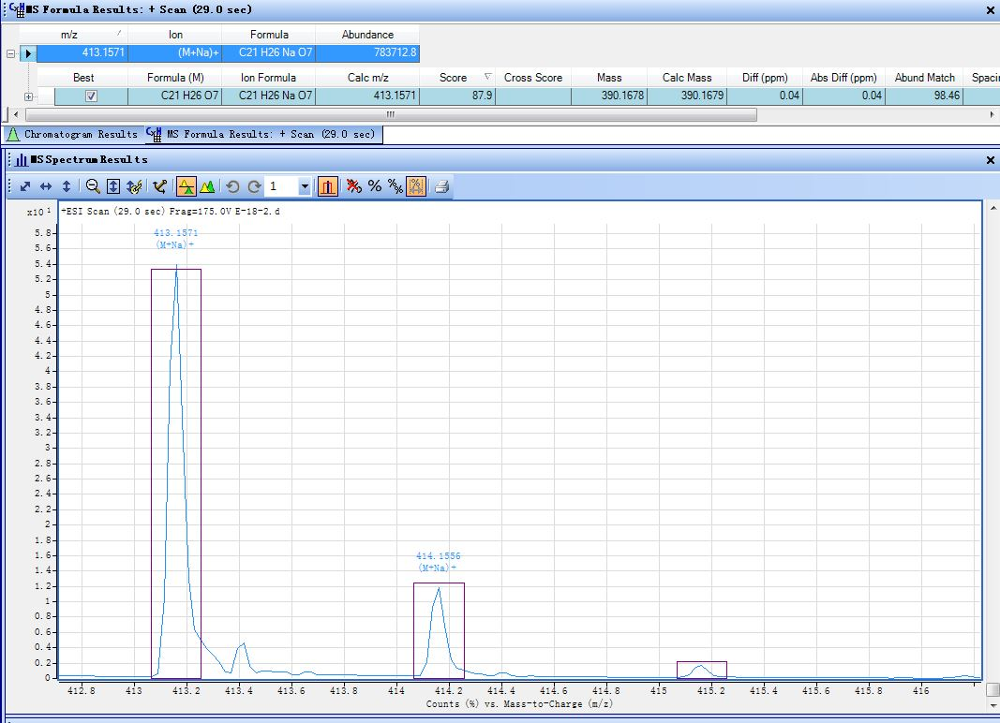 MS Formula Results: + Scan (29.0 sec)
m/z Ion Formula Abundance
413.1571 (M+Na)+ C21 H26 Na O7 783712.8
Best Formula (M) Ion Formula Calc m/z Score Cross Score Mass Calc Mass Diff (ppm) Abs Diff (ppm) Abund Match Spaci
C21 H26 O7 C21 H26 Na O7 413.1571 87.9 390.1678 390.1679 0.04 0.04 98.46
Chromatogram Results MS Formula Results: + Scan (29.0 sec)
MS Spectrum Results
1
x10 1
+ESI Scan (29.0 sec) Frag=175.0V E-18-2.d
413.1571
(M+Na)+
5.8
5.6
5.4
5.2
5
4.8
4.6
4.4
4.2
4
3.8
3.6
3.4
3.2
3
2.8
2.6
2.4
2.2
2
1.8
1.6
1.4
1.2
1
0.8
0.6
0.4
0.2
0
414.1556
(M+Na)+
412.8 413 413.2 413.4 413.6 413.8 414 414.2 414.4 414.6 414.8 415 415.2 415.4 415.6 415.8 416
Counts (%) vs. Mass-to-Charge (m/z)